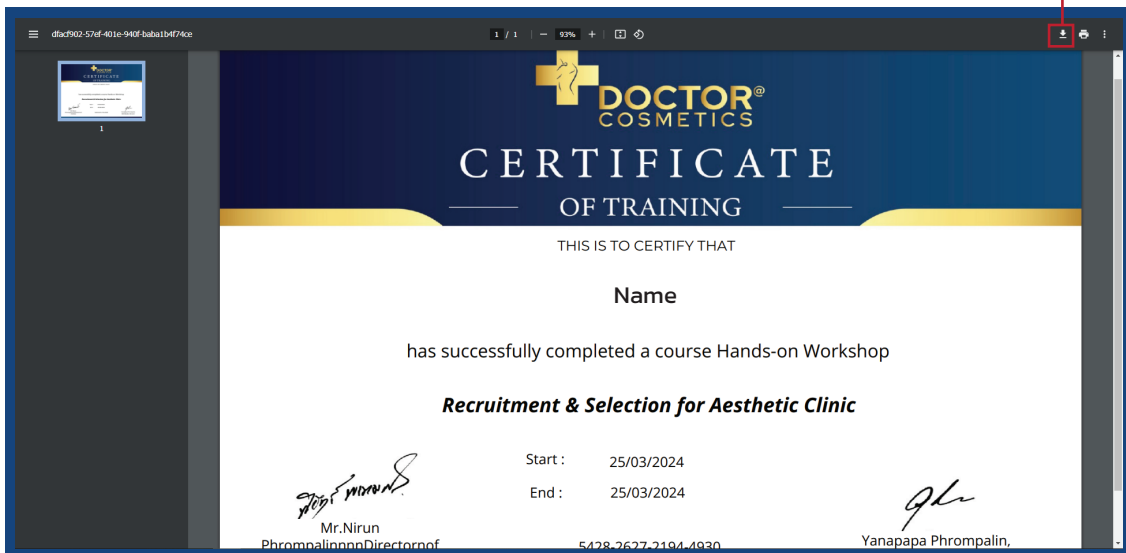 dfacf902-57ef-401e-940f-baba1b4f74ce
1 / 1
93%
1
DOCTOR@
COSMETICS
CERTIFICATE
OF TRAINING
THIS IS TO CERTIFY THAT
Name
has successfully completed a course Hands-on Workshop
Recruitment & Selection for Aesthetic Clinic
Start : 25/03/2024
End : 25/03/2024
Mr.Nirun
PhrompalinnnnDirectornof
5428-2627-2194-4930
Yanapapa Phrompalin,